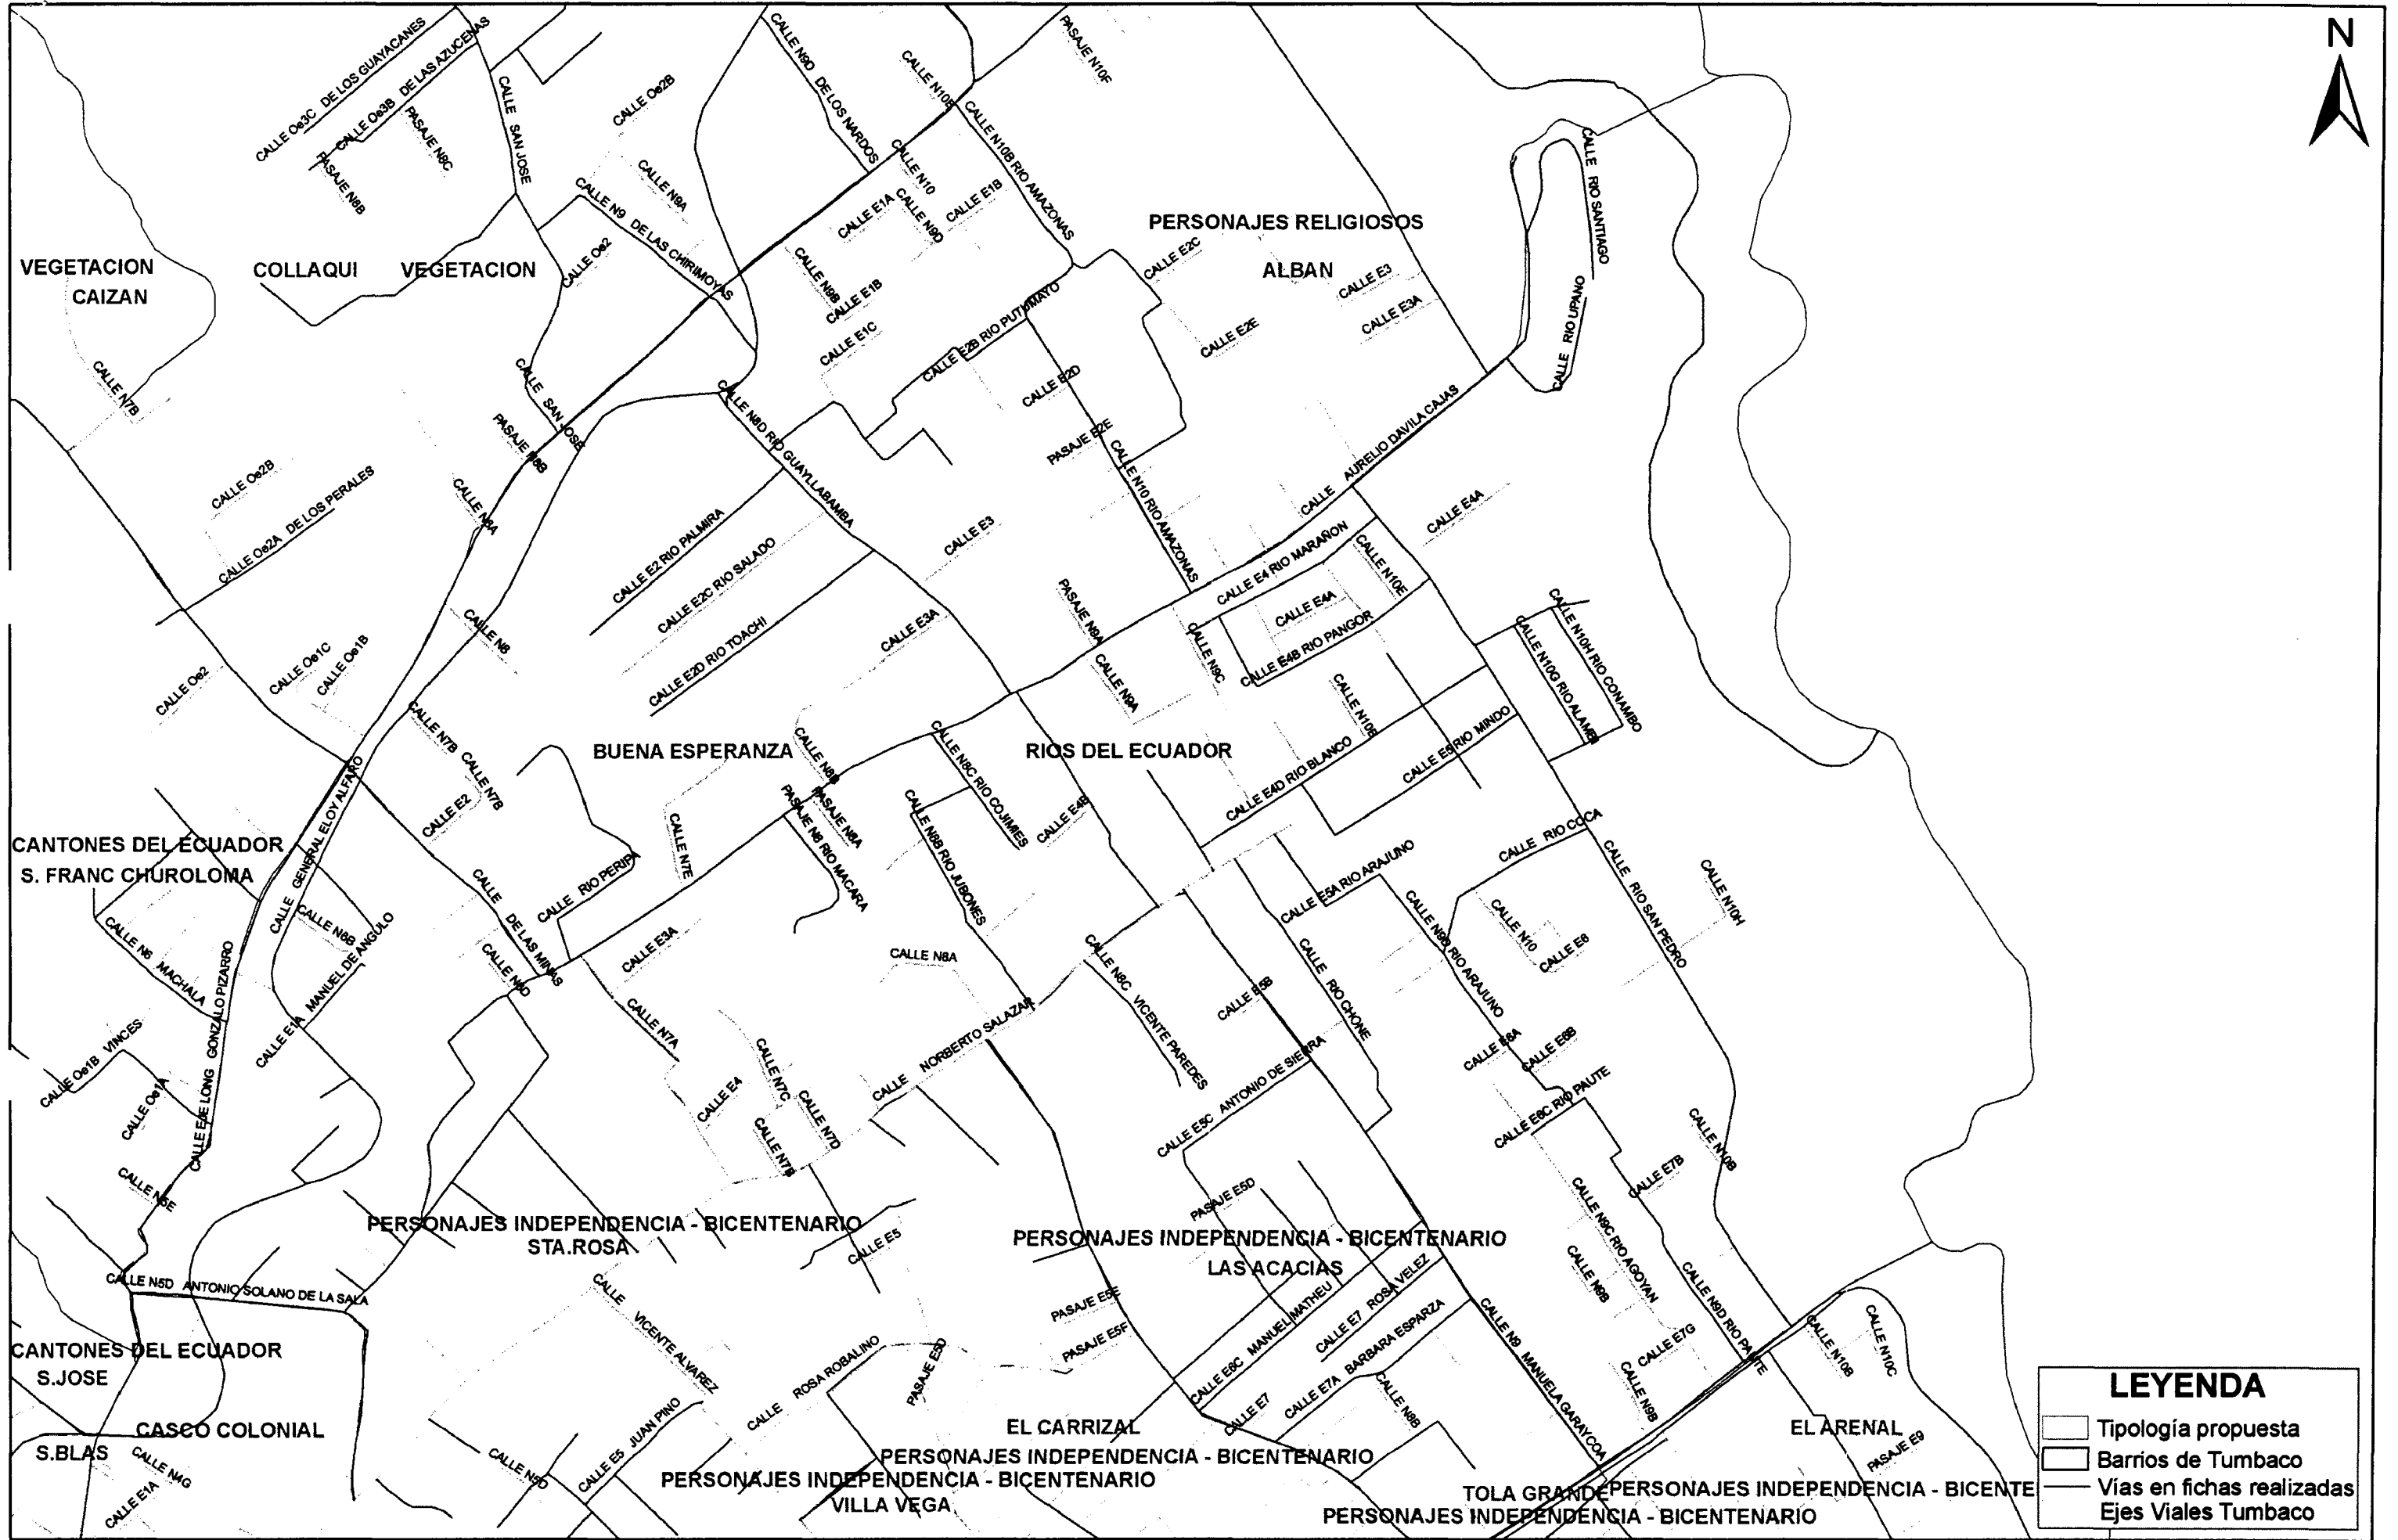 N
CALLE Oe3C DE LOS GUAYACANES
CALLE Oe3B DE LAS AZUCENAS
PASAJE N8C
PASAJE N8B
CALLE SAN JOSE
CALLE Oe2B
CALLE N9A
CALLE N9 DE LAS CHIRIMOYAS
CALLE Oe2
CALLE N9D DE LOS NARDOS
CALLE N10B
PASAJE N10F
CALLE N10B RIO AMAZONAS
CALLE N10
CALLE E1A
CALLE N9D
CALLE E1B
CALLE N9B
CALLE E1B
CALLE E1C
CALLE RIO SANTIAGO
CALLE RIO UPANO
PERSONAJES RELIGIOSOS
ALBAN
CALLE E2C
CALLE E3
CALLE E3A
CALLE E2E
VEGETACION
CAIZAN
COLLAQUI
VEGETACION
CALLE N7B
CALLE SAN JOSE
PASAJE N8B
CALLE E2B RIO PUTUMAYO
CALLE E2D
PASAJE E2E
CALLE N10 RIO AMAZONAS
CALLE N8D RIO GUAYLLABAMBA
CALLE AURELIO DAVILA CAJAS
CALLE Oe2B
CALLE Oe2A DE LOS PERALES
CALLE N8A
CALLE E2 RIO PALMIRA
CALLE E2C RIO SALADO
CALLE E2D RIO TOACHI
CALLE E3
CALLE E3A
CALLE E4A
CALLE E4 RIO MARAÑON
CALLE N10E
CALLE E4A
CALLE E4B RIO PANGOR
PASAJE N9A
CALLE N9A
CALLE N9C
CALLE N10H RIO CONAMBO
CALLE N10G RIO ALAMBI
CALLE N8
CALLE Oe2
CALLE Oe1C
CALLE Oe1B
CALLE N7B
CALLE N7B
CALLE E2
BUENA ESPERANZA
RIOS DEL ECUADOR
CALLE N10B
CALLE E4D RIO BLANCO
CALLE E5 RIO MINDO
CALLE N8B
PASAJE N8A
PASAJE N8 RIO MACARA
CALLE N8C RIO COJIMIES
CALLE N8B RIO JUBONES
CALLE E4B
CALLE N7E
CALLE RIO PERIPA
CALLE GENERAL ELOY ALFARO
CANTONES DEL ECUADOR
S. FRANC CHUROLOMA
CALLE N6 MACHALA
CALLE N6B
CALLE E1A MANUEL DE ANGULO
CALLE DE LAS MINAS
CALLE N6D
CALLE E3A
CALLE N7A
CALLE N8A
CALLE NORBERTO SALAZAR
CALLE N8C VICENTE PAREDES
CALLE E5A RIO ARAJUNO
CALLE RIO COCA
CALLE N9D RIO ARAJUNO
CALLE N10
CALLE E6
CALLE RIO SAN PEDRO
CALLE N10H
CALLE RIO CHONE
CALLE E5B
CALLE E5C ANTONIO DE SIERRA
CALLE E6A
CALLE E6B
CALLE E6C RIO PAUTE
CALLE Oe1B VINCES
CALLE Oe1A
CALLE E DE LONG GONZALO PIZARRO
CALLE N5E
CALLE E4
CALLE N7C
CALLE N7D
CALLE N7B
CALLE N10B
CALLE E7B
PASAJE E5D
CALLE N9C RIO AGOYAN
CALLE N9B
CALLE N9D RIO PAUTE
PERSONAJES INDEPENDENCIA - BICENTENARIO
STA.ROSA
CALLE E5
PERSONAJES INDEPENDENCIA - BICENTENARIO
LAS ACACIAS
CALLE N5D ANTONIO SOLANO DE LA SALA
CALLE VICENTE ALVAREZ
PASAJE E5E
PASAJE E5F
CALLE E6C MANUEL MATHEU
CALLE E7 ROSA VELEZ
CALLE E7A BARBARA ESPARZA
CALLE E7
CALLE N8B
CALLE N9 MANUELA GARAYCOA
CALLE E7G
CALLE N9B
CALLE N10B
CALLE N10C
CANTONES DEL ECUADOR
S.JOSE
CASCO COLONIAL
S.BLAS
CALLE N4G
CALLE E1A
CALLE ROSA ROBALINO
PASAJE E5D
CALLE E5 JUAN PINO
CALLE N5D
EL CARRIZAL
PERSONAJES INDEPENDENCIA - BICENTENARIO
PERSONAJES INDEPENDENCIA - BICENTENARIO
VILLA VEGA
EL ARENAL
PASAJE E9
TOLA GRANDE
PERSONAJES INDEPENDENCIA - BICENTE
PERSONAJES INDEPENDENCIA - BICENTENARIO
LEYENDA
Tipología propuesta
Barrios de Tumbaco
Vías en fichas realizadas
Ejes Viales Tumbaco